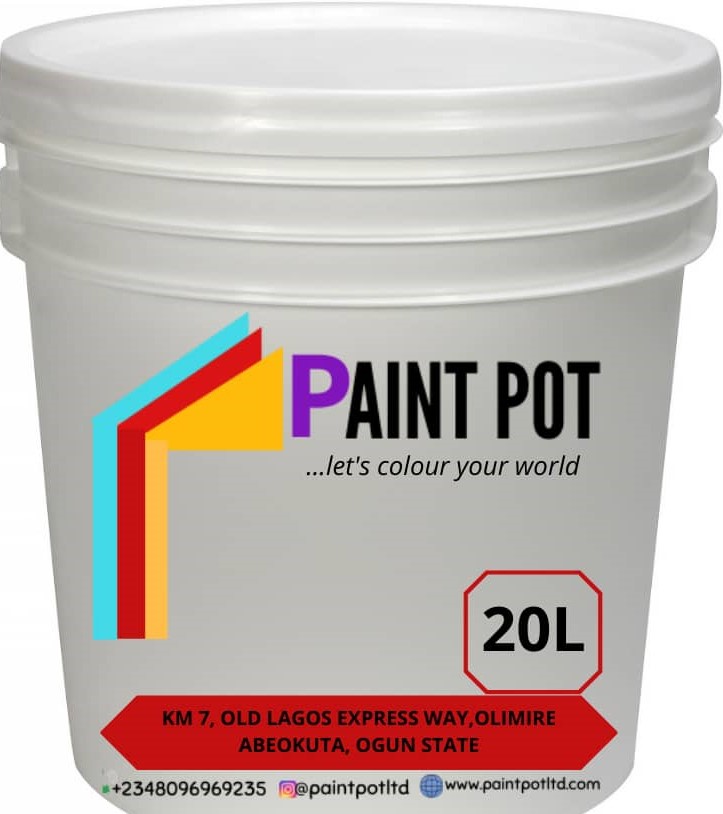 PAINT POT
...let's colour your world
20L
KM 7, OLD LAGOS EXPRESS WAY,OLIMIRE
ABEOKUTA, OGUN STATE
+2348096969235 @paintpotltd www.paintpotltd.com